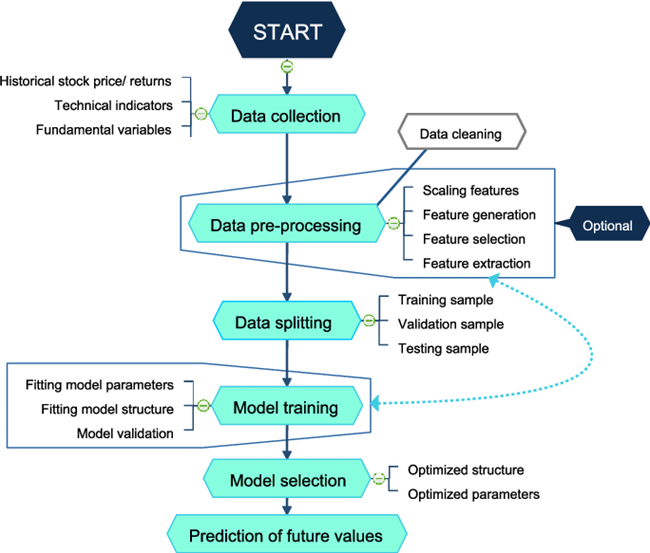 START
Historical stock price/ returns
Technical indicators
Fundamental variables
Data collection
Data cleaning
Data pre-processing
Scaling features
Feature generation
Feature selection
Feature extraction
Optional
Data splitting
Training sample
Validation sample
Testing sample
Fitting model parameters
Fitting model structure
Model validation
Model training
Model selection
Optimized structure
Optimized parameters
Prediction of future values